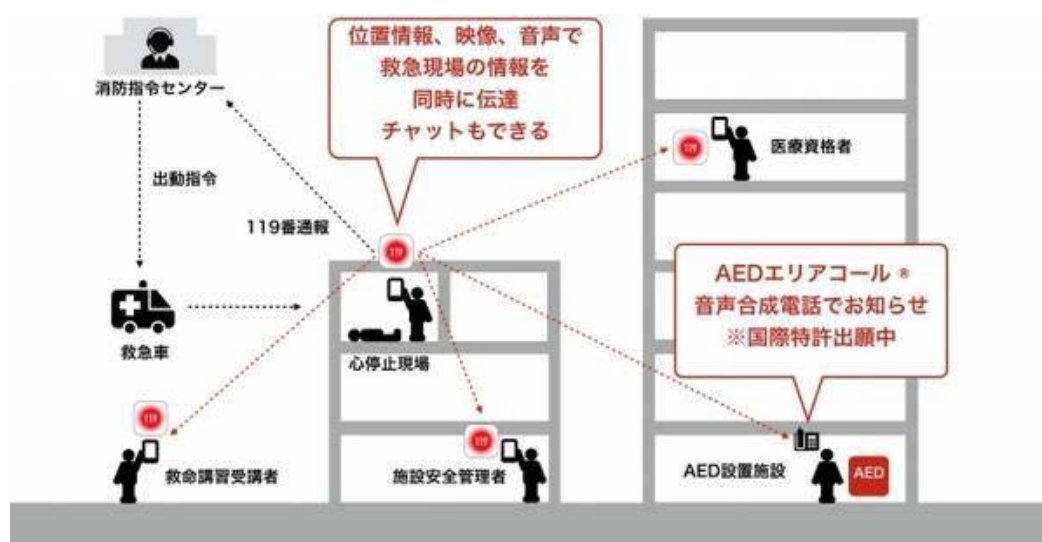 消防指令センター
位置情報、映像、音声で
救急現場の情報を
同時に伝達
チャットもできる
119
医療資格者
出動指令
119番通報
119
AEDエリアコール ®
音声合成電話でお知らせ
※国際特許出願中
救急車
心停止現場
119
救命講習受講者
119
施設安全管理者
AED設置施設
AED